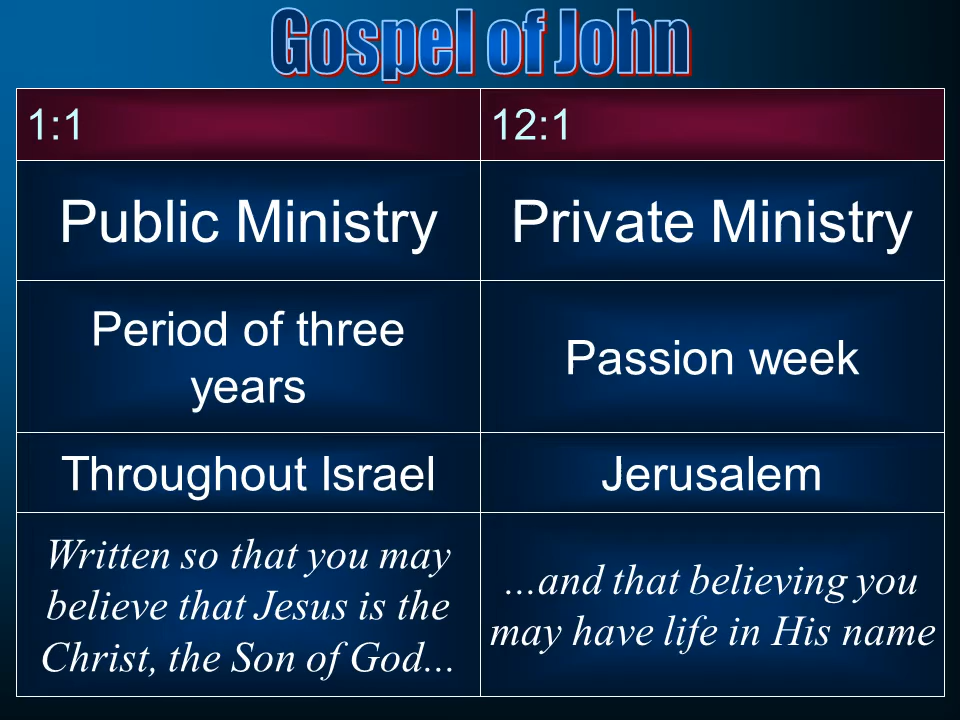 Gospel of John
1:1
12:1
Public Ministry
Private Ministry
Period of three
years
Passion week
Throughout Israel
Jerusalem
Written so that you may
believe that Jesus is the
Christ, the Son of God...
...and that believing you
may have life in His name